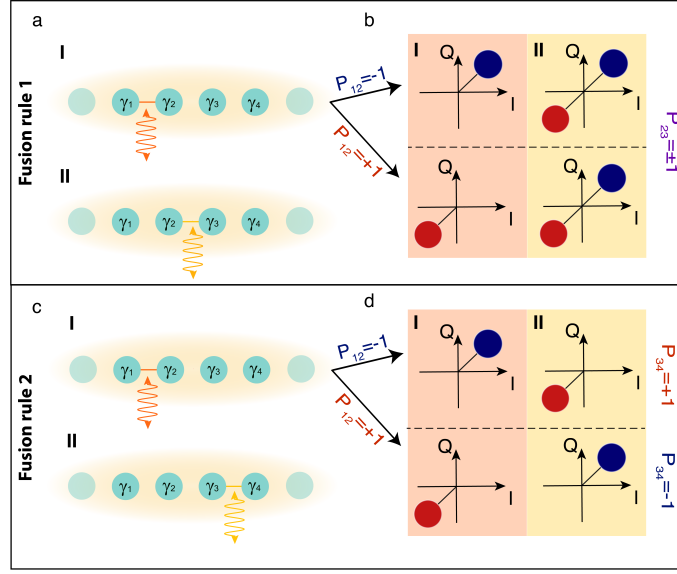 a
b
Fusion rule 1
I
γ1 γ2 γ3 γ4
II
γ1 γ2 γ3 γ4
P12=-1
P12=+1
I Q I
II Q I
Q I
Q I
P23=±1
c
d
Fusion rule 2
I
γ1 γ2 γ3 γ4
II
γ1 γ2 γ3 γ4
P12=-1
P12=+1
I Q I
II Q I
Q I
Q I
P34=+1
P34=-1